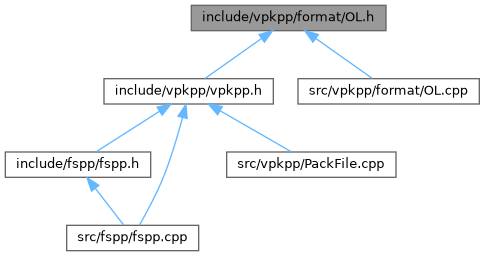 include/vpkpp/format/OL.h
include/vpkpp/vpkpp.h
src/vpkpp/format/OL.cpp
include/fspp/fspp.h
src/vpkpp/PackFile.cpp
src/fspp/fspp.cpp